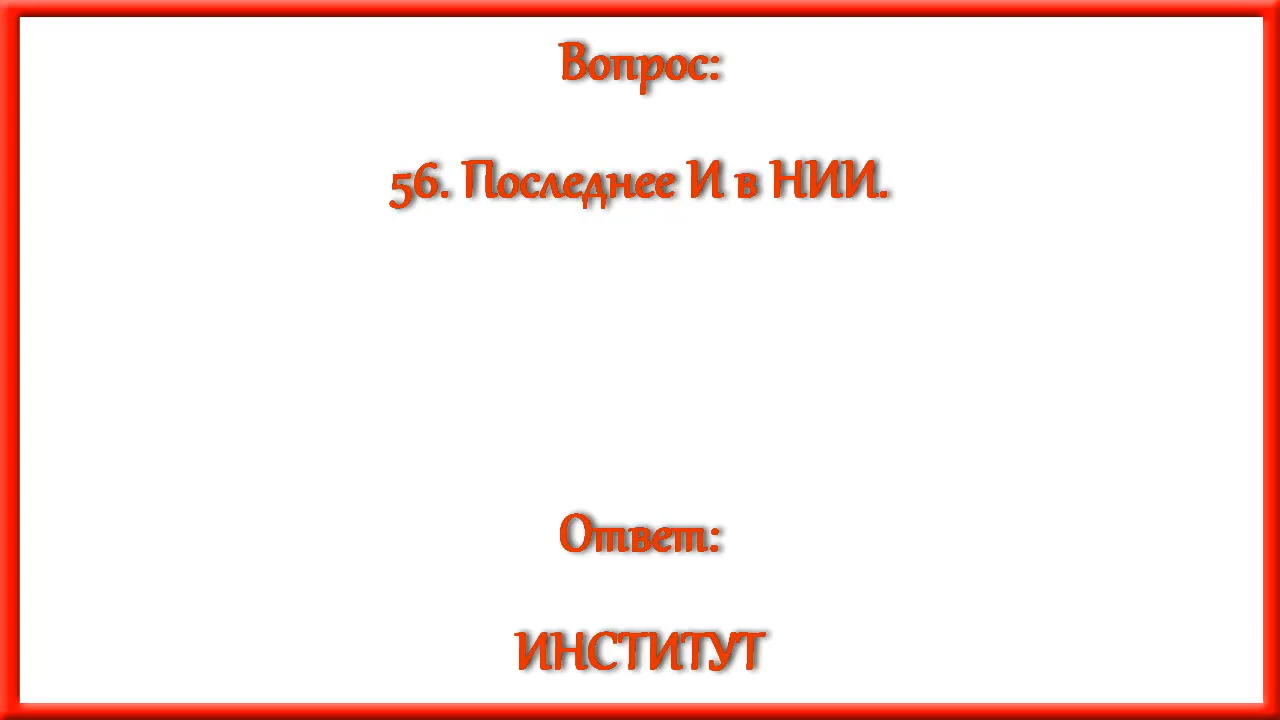 Вопрос:
56. Последнее И в НИИ.
Ответ:
ИНСТИТУТ